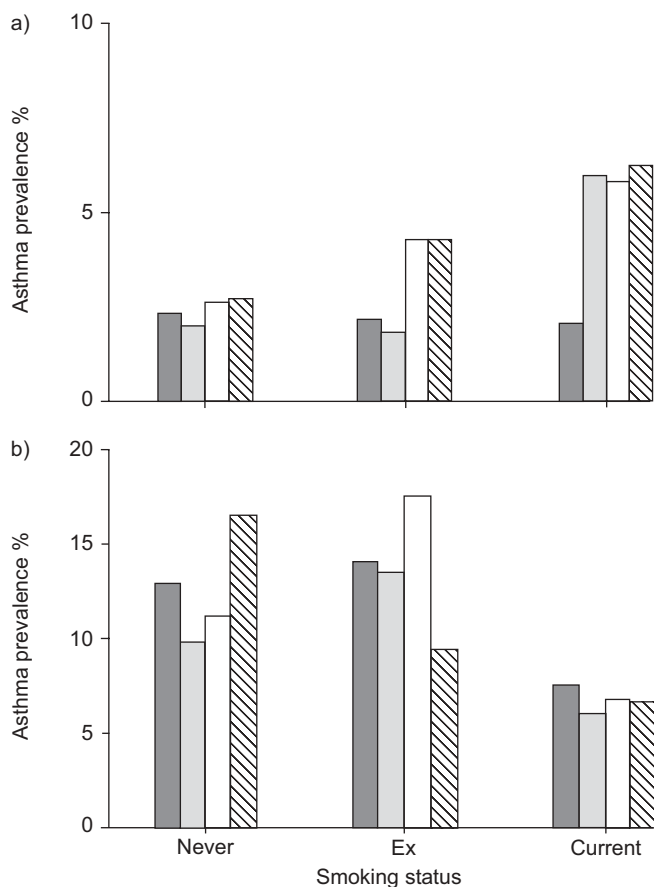 a)
10
5
0
Asthma prevalence %
b)
20
15
10
5
0
Asthma prevalence %
Never Ex Current
Smoking status